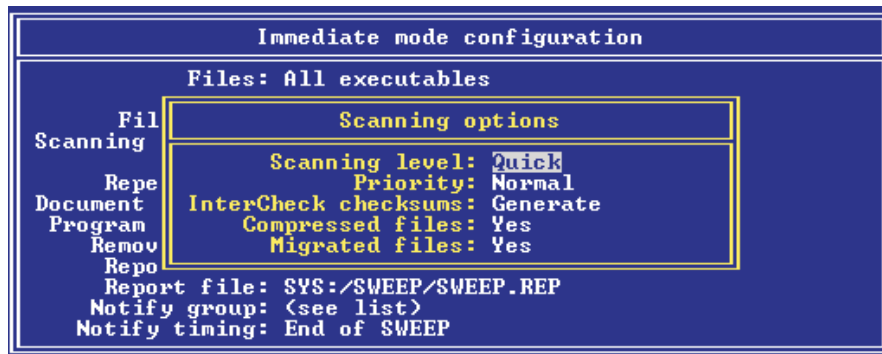 Immediate mode configuration
Files: All executables
Fil
Scanning options
Scanning
Scanning level: Quick
Repe
Priority: Normal
Document
InterCheck checksums: Generate
Program
Compressed files: Yes
Remov
Migrated files: Yes
Repo
Report file: SYS:/SWEEP/SWEEP.REP
Notify group: (see list)
Notify timing: End of SWEEP